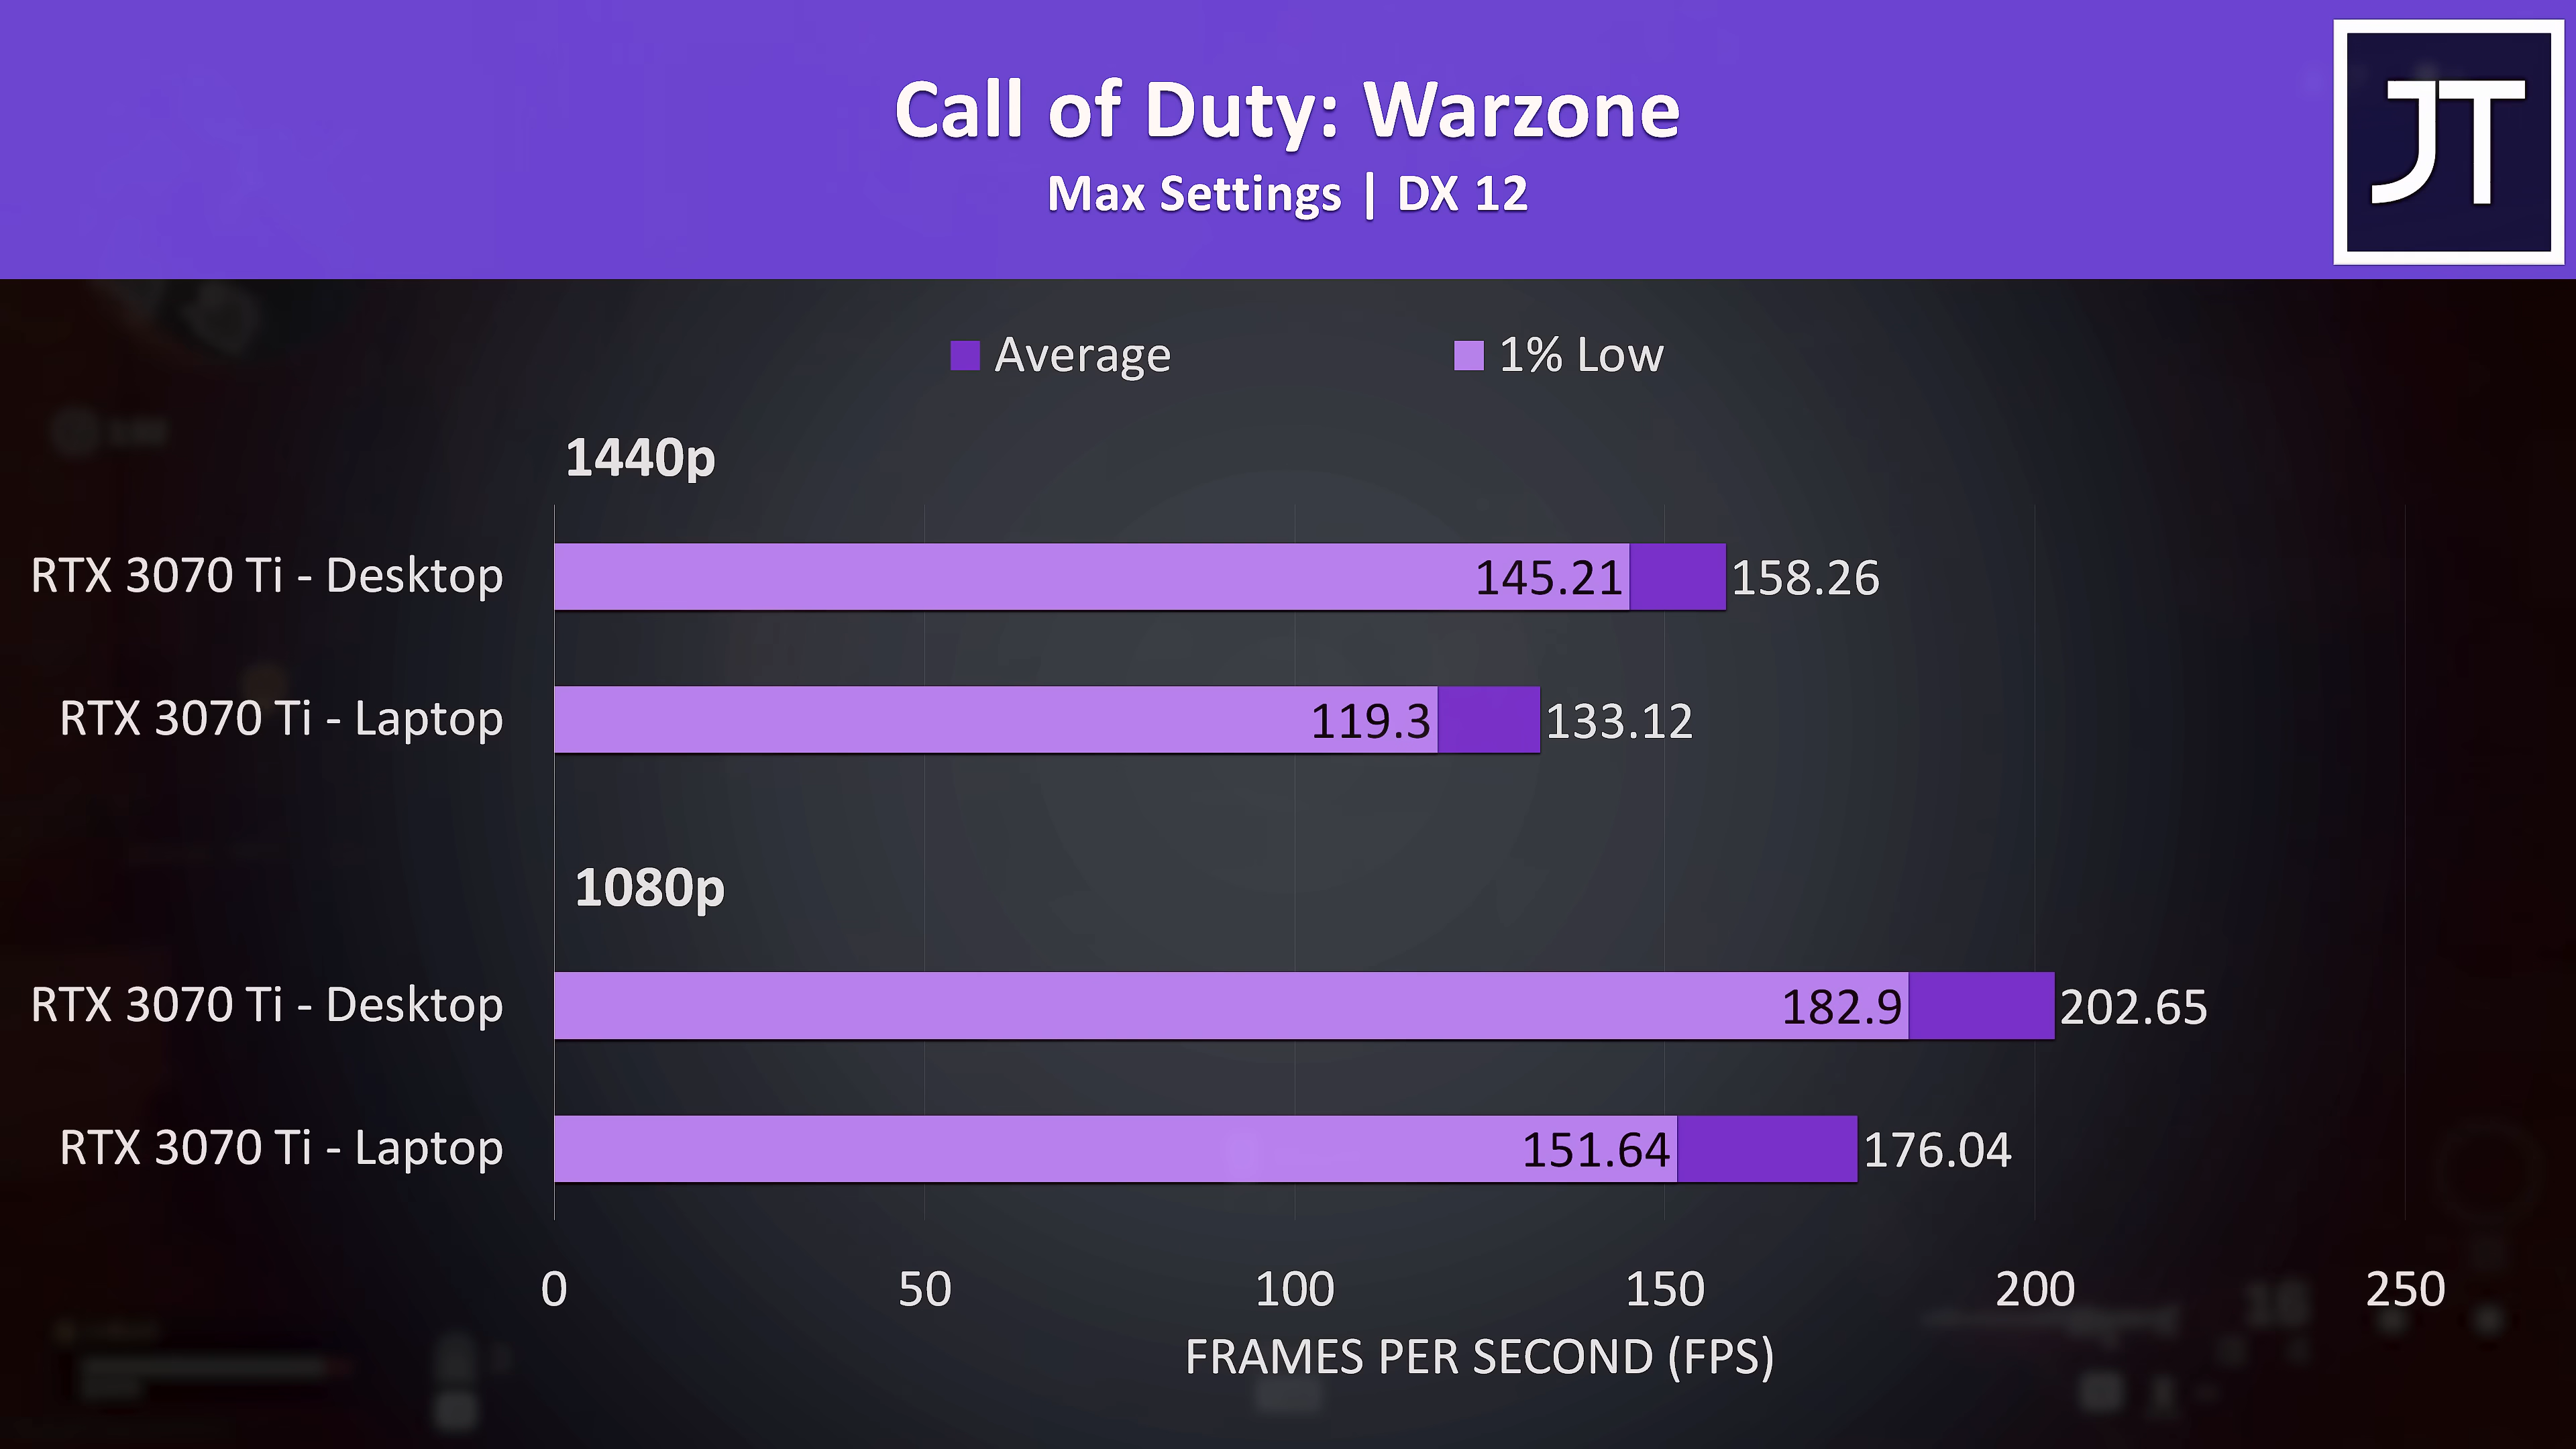 Call of Duty: Warzone
Max Settings | DX 12
JT
Average 1% Low
1440p
RTX 3070 Ti - Desktop 145.21 158.26
RTX 3070 Ti - Laptop 119.3 133.12
1080p
RTX 3070 Ti - Desktop 182.9 202.65
RTX 3070 Ti - Laptop 151.64 176.04
0 50 100 150 200 250
FRAMES PER SECOND (FPS)